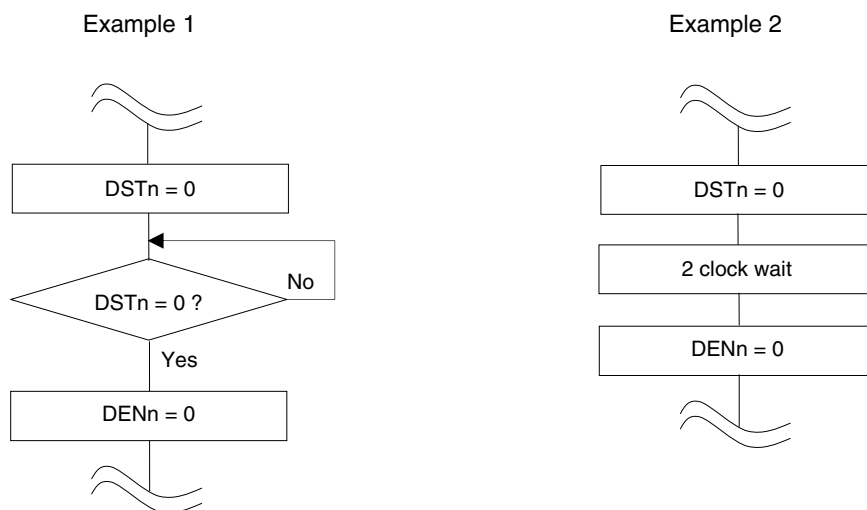 Example 1
DSTn = 0
DSTn = 0 ?
No
Yes
DENn = 0
Example 2
DSTn = 0
2 clock wait
DENn = 0